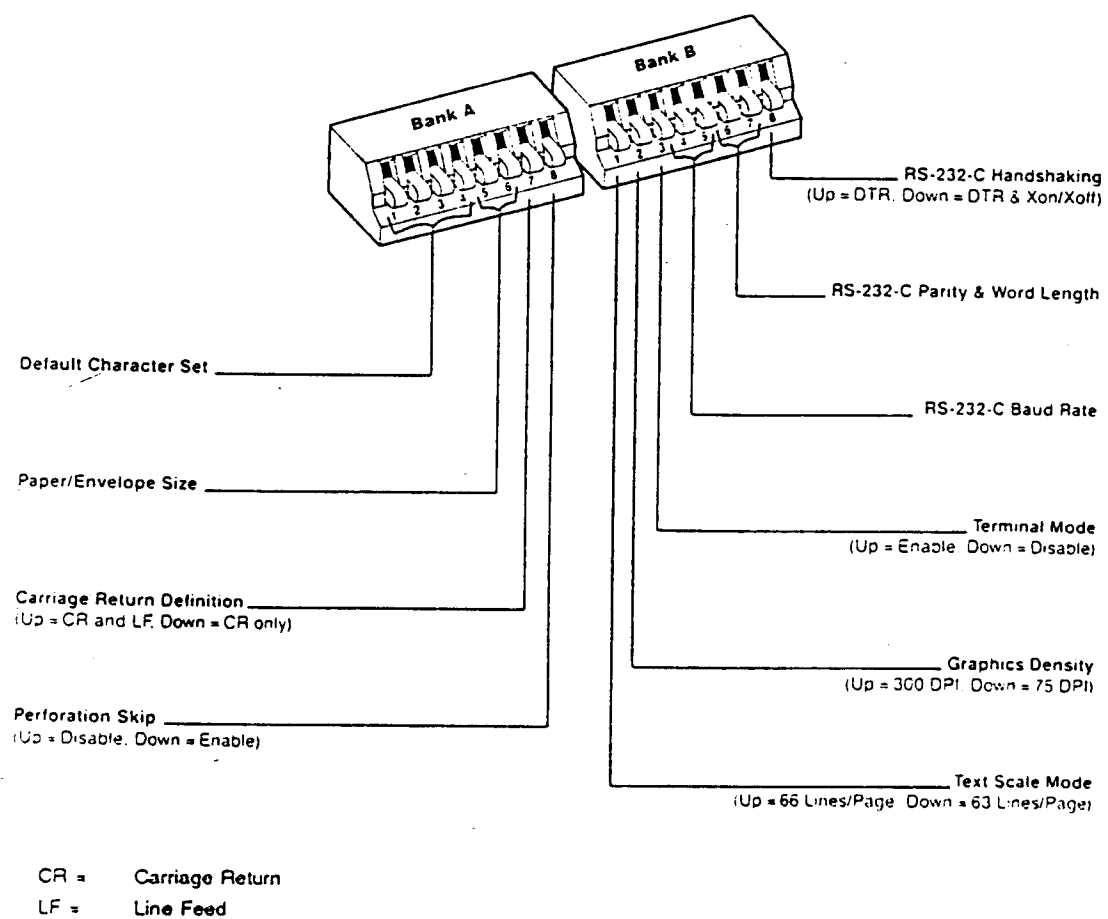 Bank A
1 2 3 4 5 6 7 8
Bank B
1 2 3 4 5 6 7 8
RS-232-C Handshaking
(Up = DTR, Down = DTR & Xon/Xoff)
RS-232-C Parity & Word Length
Default Character Set
RS-232-C Baud Rate
Paper/Envelope Size
Terminal Mode
(Up = Enable, Down = Disable)
Carriage Return Definition
(Up = CR and LF, Down = CR only)
Graphics Density
(Up = 300 DPI, Down = 75 DPI)
Perforation Skip
(Up = Disable, Down = Enable)
Text Scale Mode
(Up = 66 Lines/Page Down = 63 Lines/Page)
CR = Carriage Return
LF = Line Feed